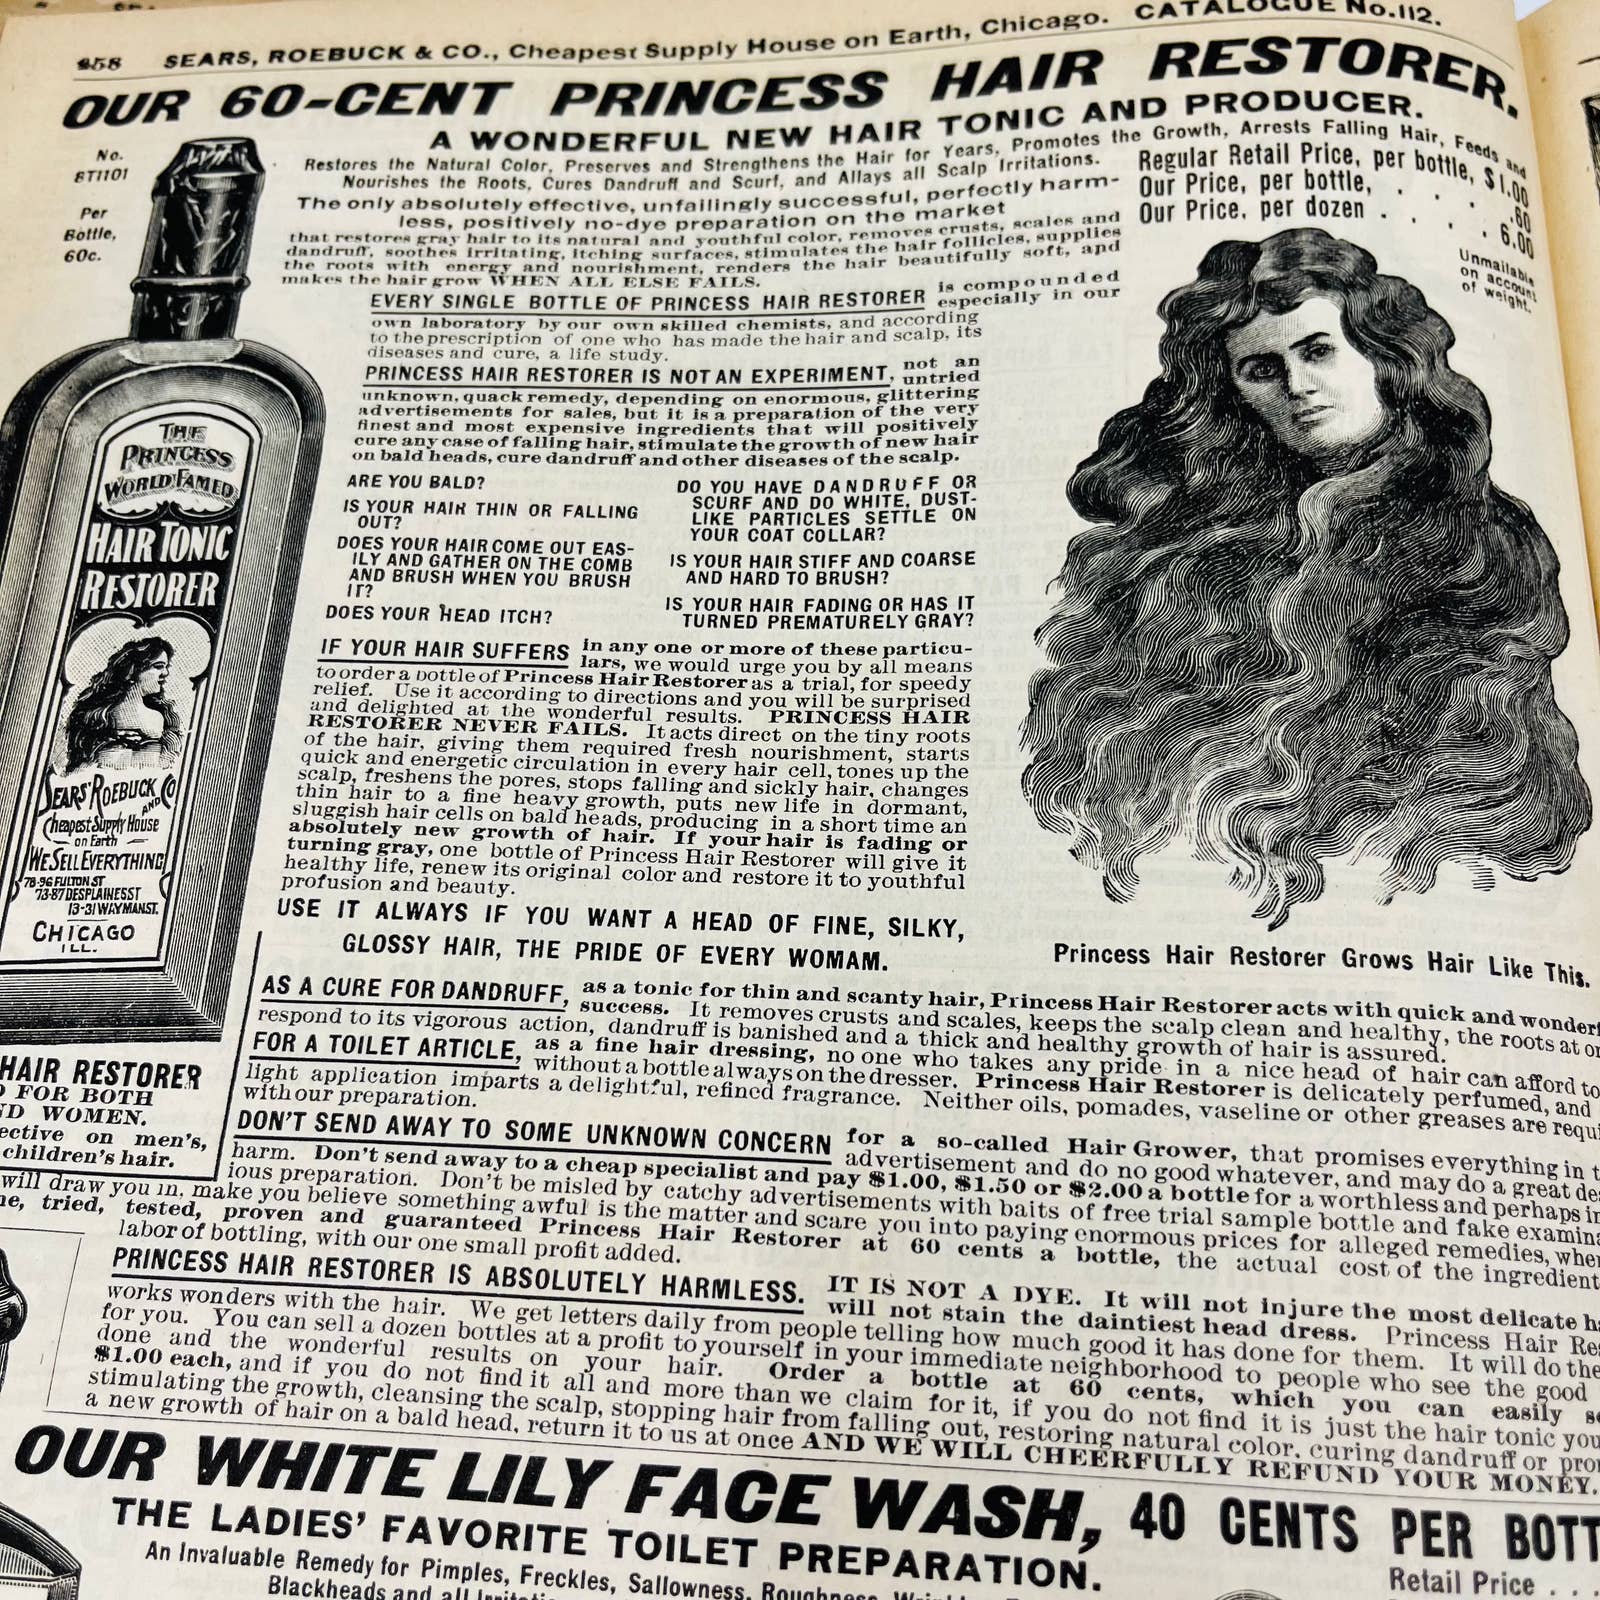 258 SEARS, ROEBUCK & CO., Cheapest Supply House on Earth, Chicago. CATALOGUE No. 112.
OUR 60-CENT PRINCESS HAIR RESTORER.
A WONDERFUL NEW HAIR TONIC AND PRODUCER.
Restores the Natural Color, Preserves and Strengthens the Hair for Years, Promotes the Growth, Arrests Falling Hair, Feeds and
Nourishes the Roots, Cures Dandruff and Scurf, and Allays all Scalp Irritations.
No.
8T1101
Per
Bottle,
60c.
The only absolutely effective, unfailingly successful, perfectly harm-
less, positively no-dye preparation on the market
that restores gray hair to its natural and youthful color, removes crusts, scales and
dandruff, soothes irritating, itching surfaces, stimulates the hair follicles, supplies
the roots with energy and nourishment, renders the hair beautifully soft, and
makes the hair grow WHEN ALL ELSE FAILS.
Regular Retail Price, per bottle, $1.00
Our Price, per bottle, . . . .60
Our Price, per dozen . . . . 6.00
Unmailable
on account
of weight.
EVERY SINGLE BOTTLE OF PRINCESS HAIR RESTORER is compounded
especially in our
own laboratory by our own skilled chemists, and according
to the prescription of one who has made the hair and scalp, its
diseases and cure, a life study.
PRINCESS HAIR RESTORER IS NOT AN EXPERIMENT, not an
untried
unknown, quack remedy, depending on enormous, glittering
advertisements for sales, but it is a preparation of the very
finest and most expensive ingredients that will positively
cure any case of falling hair, stimulate the growth of new hair
on bald heads, cure dandruff and other diseases of the scalp.
ARE YOU BALD?
IS YOUR HAIR THIN OR FALLING
OUT?
DOES YOUR HAIR COME OUT EAS-
ILY AND GATHER ON THE COMB
AND BRUSH WHEN YOU BRUSH
IT?
DOES YOUR HEAD ITCH?
DO YOU HAVE DANDRUFF OR
SCURF AND DO WHITE, DUST-
LIKE PARTICLES SETTLE ON
YOUR COAT COLLAR?
IS YOUR HAIR STIFF AND COARSE
AND HARD TO BRUSH?
IS YOUR HAIR FADING OR HAS IT
TURNED PREMATURELY GRAY?
IF YOUR HAIR SUFFERS in any one or more of these particu-
lars, we would urge you by all means
to order a bottle of Princess Hair Restorer as a trial, for speedy
relief. Use it according to directions and you will be surprised
and delighted at the wonderful results. PRINCESS HAIR
RESTORER NEVER FAILS. It acts direct on the tiny roots
of the hair, giving them required fresh nourishment, starts
quick and energetic circulation in every hair cell, tones up the
scalp, freshens the pores, stops falling and sickly hair, changes
thin hair to a fine heavy growth, puts new life in dormant,
sluggish hair cells on bald heads, producing in a short time an
absolutely new growth of hair. If your hair is fading or
turning gray, one bottle of Princess Hair Restorer will give it
healthy life, renew its original color and restore it to youthful
profusion and beauty.
USE IT ALWAYS IF YOU WANT A HEAD OF FINE, SILKY,
GLOSSY HAIR, THE PRIDE OF EVERY WOMAM.
Princess Hair Restorer Grows Hair Like This.
THE
PRINCESS
WORLD FAMED
HAIR TONIC
RESTORER
SEARS ROEBUCK AND CO
Cheapest Supply House
on Earth
WE SELL EVERYTHING
78-96 FULTON ST
73-87 DESPLAINES ST
13-31 WAYMAN ST.
CHICAGO
ILL.
HAIR RESTORER
FOR BOTH
ND WOMEN.
ective on men's,
children's hair.
AS A CURE FOR DANDRUFF, as a tonic for thin and scanty hair, Princess Hair Restorer acts with quick and wonderf
success. It removes crusts and scales, keeps the scalp clean and healthy, the roots at on
respond to its vigorous action, dandruff is banished and a thick and healthy growth of hair is assured.
FOR A TOILET ARTICLE, as a fine hair dressing, no one who takes any pride in a nice head of hair can afford to
without a bottle always on the dresser. Princess Hair Restorer is delicately perfumed, and
light application imparts a delightful, refined fragrance. Neither oils, pomades, vaseline or other greases are requi
with our preparation.
DON'T SEND AWAY TO SOME UNKNOWN CONCERN for a so-called Hair Grower, that promises everything in t
advertisement and do no good whatever, and may do a great de
harm. Don't send away to a cheap specialist and pay $1.00, $1.50 or $2.00 a bottle for a worthless and perhaps in
ious preparation. Don't be misled by catchy advertisements with baits of free trial sample bottle and fake examina
will draw you in, make you believe something awful is the matter and scare you into paying enormous prices for alleged remedies, when
ne, tried, tested, proven and guaranteed Princess Hair Restorer at 60 cents a bottle, the actual cost of the ingredient
labor of bottling, with our one small profit added.
PRINCESS HAIR RESTORER IS ABSOLUTELY HARMLESS. IT IS NOT A DYE. It will not injure the most delicate ha
will not stain the daintiest head dress. Princess Hair Res
works wonders with the hair. We get letters daily from people telling how much good it has done for them. It will do the
for you. You can sell a dozen bottles at a profit to yourself in your immediate neighborhood to people who see the good
done and the wonderful results on your hair. Order a bottle at 60 cents, which you can easily se
$1.00 each, and if you do not find it all and more than we claim for it, if you do not find it is just the hair tonic you
stimulating the growth, cleansing the scalp, stopping hair from falling out, restoring natural color, curing dandruff or pro
a new growth of hair on a bald head, return it to us at once AND WE WILL CHEERFULLY REFUND YOUR MONEY.
OUR WHITE LILY FACE WASH, 40 CENTS PER BOTT
THE LADIES' FAVORITE TOILET PREPARATION.
An Invaluable Remedy for Pimples, Freckles, Sallowness, Roughness,
Blackheads and all
Retail Price . . .